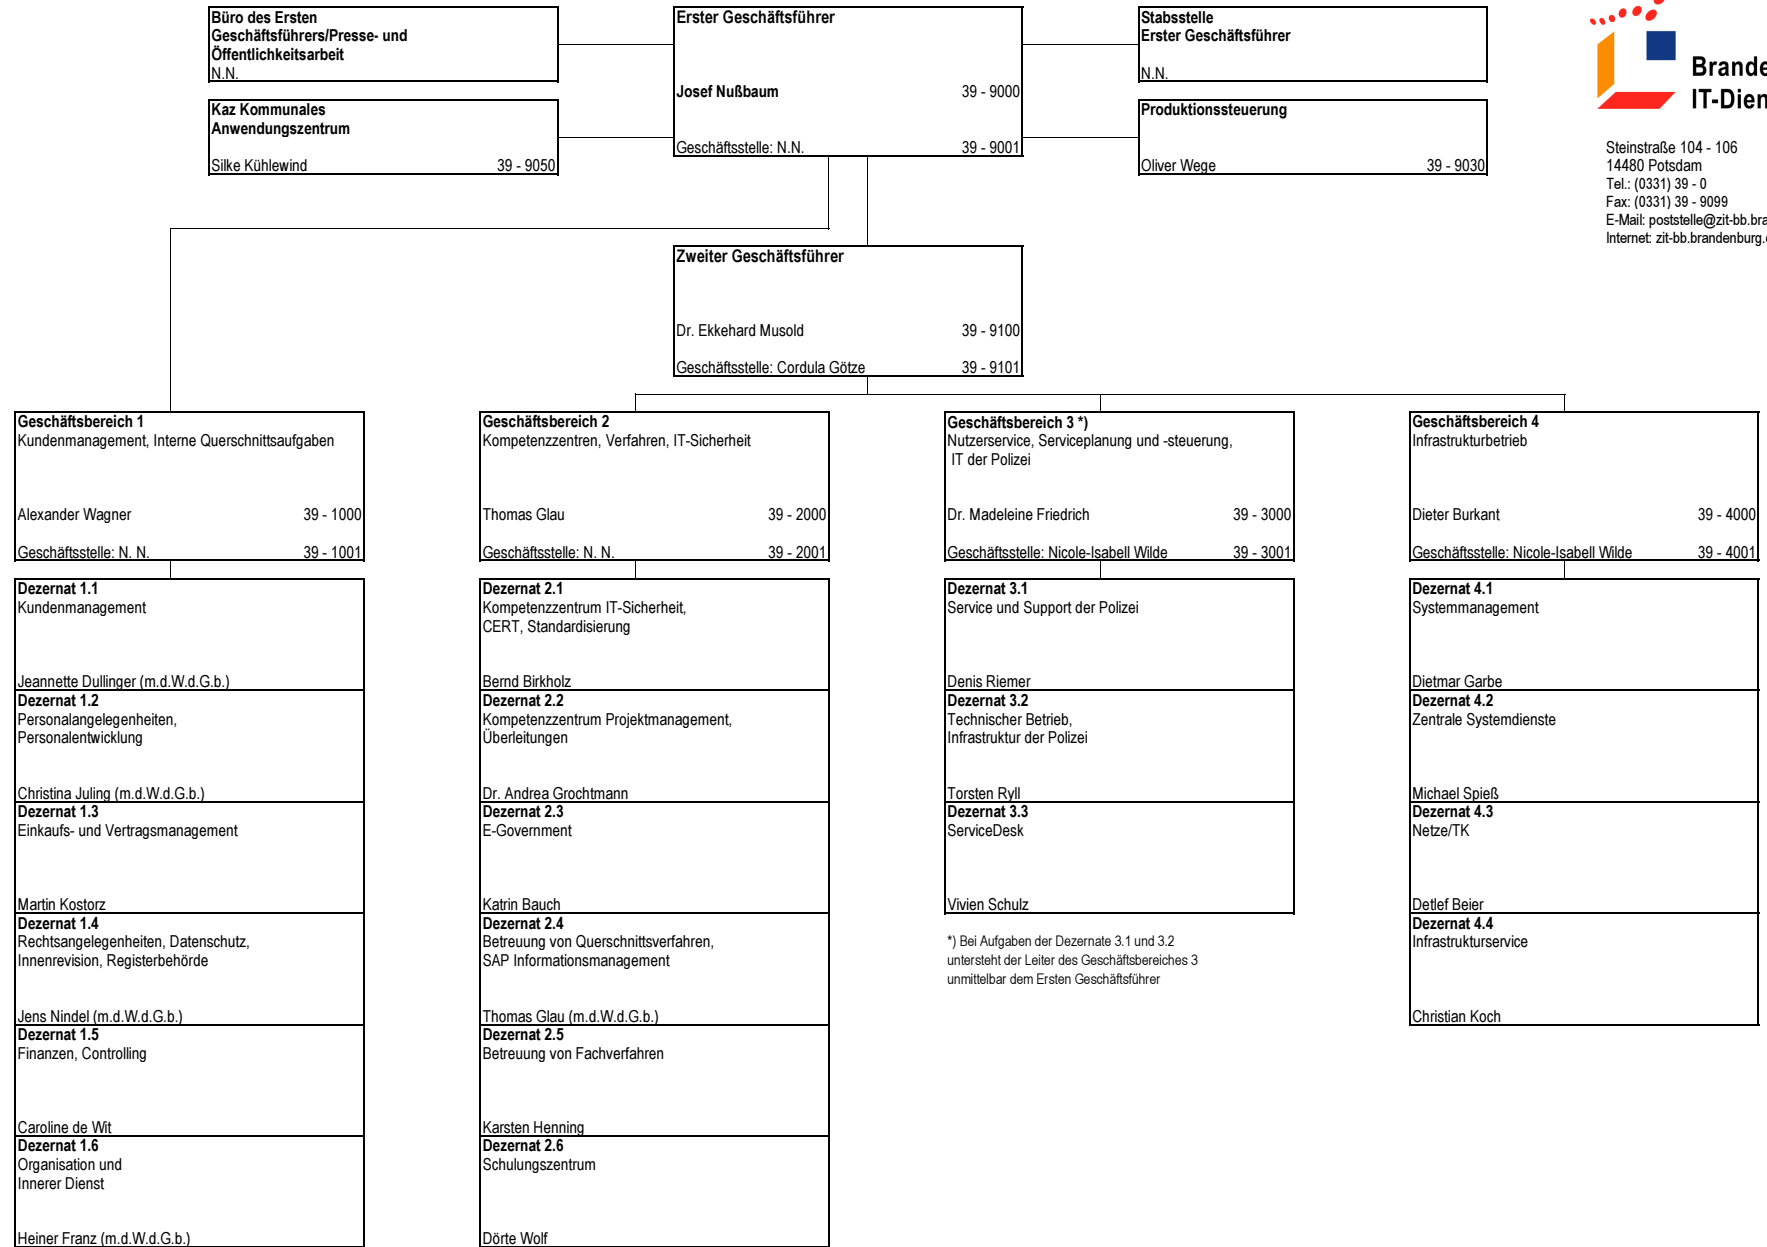 Büro des Ersten
Geschäftsführers/Presse- und
Öffentlichkeitsarbeit
N.N.
Kaz Kommunales
Anwendungszentrum
Silke Kühlewind 39 - 9050
Erster Geschäftsführer
Josef Nußbaum 39 - 9000
Geschäftsstelle: N.N. 39 - 9001
Stabsstelle
Erster Geschäftsführer
N.N.
Produktionssteuerung
Oliver Wege 39 - 9030
Steinstraße 104 - 106
14480 Potsdam
Tel.: (0331) 39 - 0
Fax: (0331) 39 - 9099
E-Mail:
Internet:
Zweiter Geschäftsführer
Dr. Ekkehard Musold 39 - 9100
Geschäftsstelle: Cordula Götze 39 - 9101
Geschäftsbereich 1
Kundenmanagement, Interne Querschnittsaufgaben
Alexander Wagner 39 - 1000
Geschäftsstelle: N. N. 39 - 1001
Dezernat 1.1
Kundenmanagement
Jeannette Dullinger (m.d.W.d.G.b.)
Dezernat 1.2
Personalangelegenheiten,
Personalentwicklung
Christina Juling (m.d.W.d.G.b.)
Dezernat 1.3
Einkaufs- und Vertragsmanagement
Martin Kostorz
Dezernat 1.4
Rechtsangelegenheiten, Datenschutz,
Innenrevision, Registerbehörde
Jens Nindel (m.d.W.d.G.b.)
Dezernat 1.5
Finanzen, Controlling
Caroline de Wit
Dezernat 1.6
Organisation und
Innerer Dienst
Heiner Franz (m.d.W.d.G.b.)
Geschäftsbereich 2
Kompetenzzentren, Verfahren, IT-Sicherheit
Thomas Glau 39 - 2000
Geschäftsstelle: N. N. 39 - 2001
Dezernat 2.1
Kompetenzzentrum IT-Sicherheit,
CERT, Standardisierung
Bernd Birkholz
Dezernat 2.2
Kompetenzzentrum Projektmanagement,
Überleitungen
Dr. Andrea Grochtmann
Dezernat 2.3
E-Government
Katrin Bauch
Dezernat 2.4
Betreuung von Querschnittsverfahren,
SAP Informationsmanagement
Thomas Glau (m.d.W.d.G.b.)
Dezernat 2.5
Betreuung von Fachverfahren
Karsten Henning
Dezernat 2.6
Schulungszentrum
Dörte Wolf
Geschäftsbereich 3 *)
Nutzerservice, Serviceplanung und -steuerung,
IT der Polizei
Dr. Madeleine Friedrich 39 - 3000
Geschäftsstelle: Nicole-Isabell Wilde 39 - 3001
Dezernat 3.1
Service und Support der Polizei
Denis Riemer
Dezernat 3.2
Technischer Betrieb,
Infrastruktur der Polizei
Torsten Ryll
Dezernat 3.3
ServiceDesk
Vivien Schulz
*) Bei Aufgaben der Dezernate 3.1 und 3.2
untersteht der Leiter des Geschäftsbereiches 3
unmittelbar dem Ersten Geschäftsführer
Geschäftsbereich 4
Infrastrukturbetrieb
Dieter Burkant 39 - 4000
Geschäftsstelle: Nicole-Isabell Wilde 39 - 4001
Dezernat 4.1
Systemmanagement
Dietmar Garbe
Dezernat 4.2
Zentrale Systemdienste
Michael Spieß
Dezernat 4.3
Netze/TK
Detlef Beier
Dezernat 4.4
Infrastrukturservice
Christian Koch